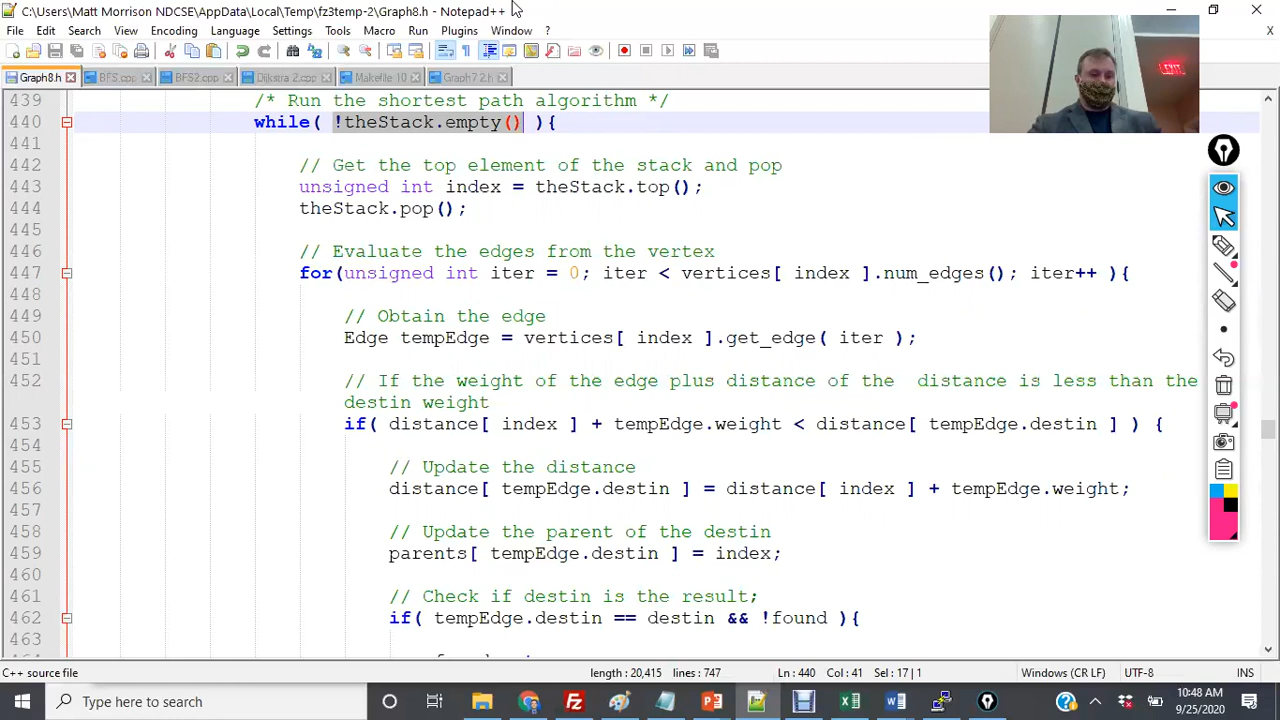 C:\Users\Matt Morrison NDCSE\AppData\Local\Temp\fz3temp-2\Graph8.h - Notepad++
File Edit Search View Encoding Language Settings Tools Macro Run Plugins Window ?
X
Graph8.h BFS.cpp BFS2.cpp Dijkstra 2.cpp Makefile 10 Graph7 2.h
EXIT
439 /* Run the shortest path algorithm */
440 while( !theStack.empty() ){
441
442 // Get the top element of the stack and pop
443 unsigned int index = theStack.top();
444 theStack.pop();
445
446 // Evaluate the edges from the vertex
447 for(unsigned int iter = 0; iter < vertices[ index ].num_edges(); iter++ ){
448
449 // Obtain the edge
450 Edge tempEdge = vertices[ index ].get_edge( iter );
451
452 // If the weight of the edge plus distance of the  distance is less than the
destin weight
453 if( distance[ index ] + tempEdge.weight < distance[ tempEdge.destin ] ) {
454
455 // Update the distance
456 distance[ tempEdge.destin ] = distance[ index ] + tempEdge.weight;
457
458 // Update the parent of the destin
459 parents[ tempEdge.destin ] = index;
460
461 // Check if destin is the result;
462 if( tempEdge.destin == destin && !found ){
463
C++ source file length : 20,415 lines : 747 Ln : 440 Col : 41 Sel : 17 | 1 Windows (CR LF) UTF-8 INS
Type here to search
10:48 AM
9/25/2020